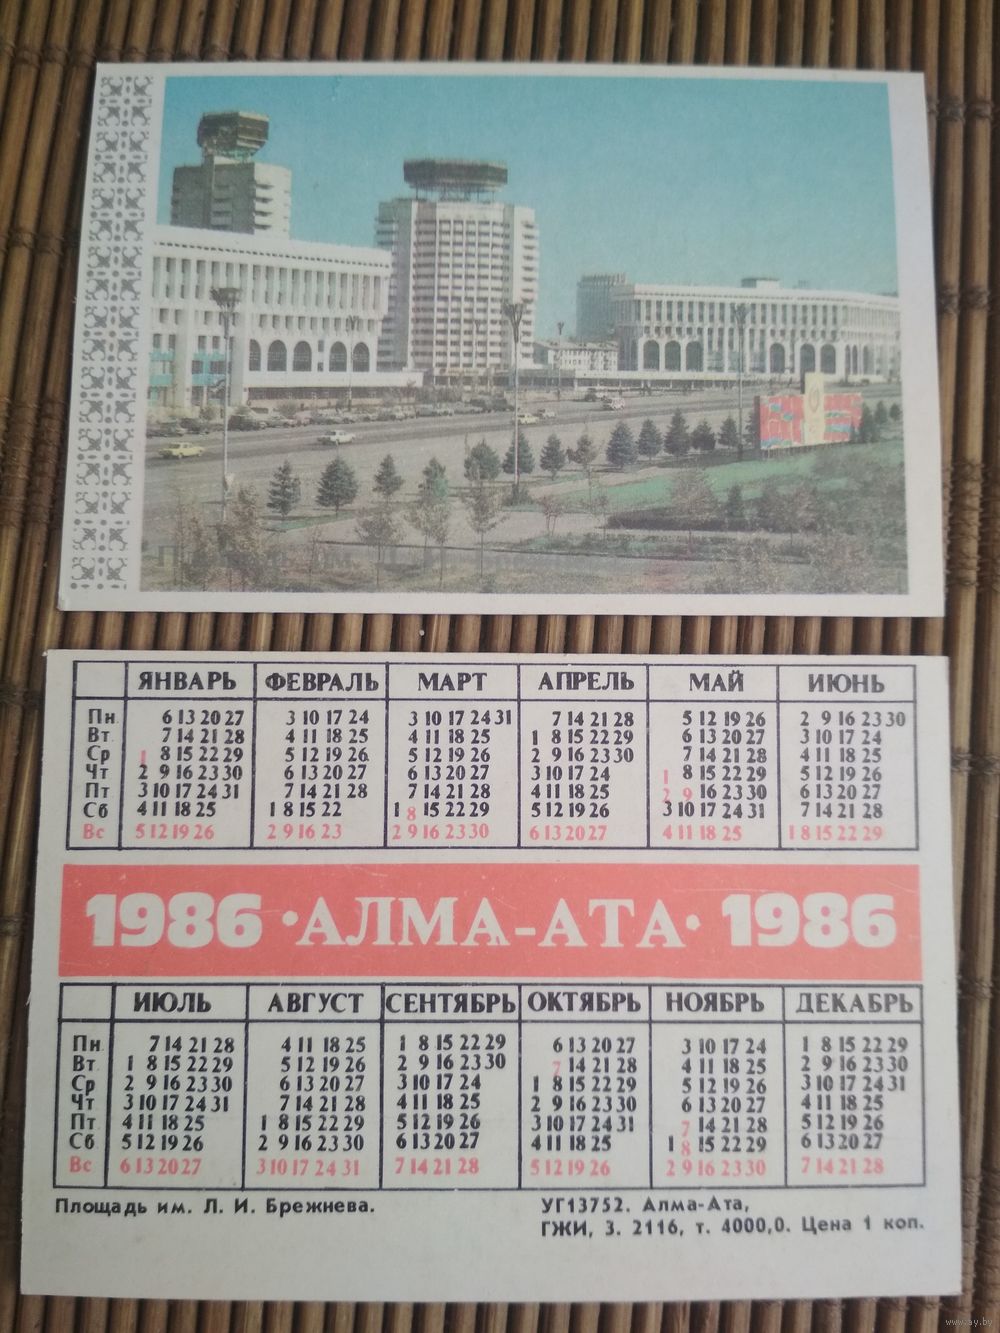 ЯНВАРЬ ФЕВРАЛЬ МАРТ АПРЕЛЬ МАЙ ИЮНЬ
Пн. 6 13 20 27 3 10 17 24 3 10 17 24 31 7 14 21 28 5 12 19 26 2 9 16 23 30
Вт. 7 14 21 28 4 11 18 25 4 11 18 25 1 8 15 22 29 6 13 20 27 3 10 17 24
Ср 1 8 15 22 29 5 12 19 26 5 12 19 26 2 9 16 23 30 7 14 21 28 4 11 18 25
Чт 2 9 16 23 30 6 13 20 27 6 13 20 27 3 10 17 24 1 8 15 22 29 5 12 19 26
Пт 3 10 17 24 31 7 14 21 28 7 14 21 28 4 11 18 25 2 9 16 23 30 6 13 20 27
Сб 4 11 18 25 1 8 15 22 1 8 15 22 29 5 12 19 26 3 10 17 24 31 7 14 21 28
Вс 5 12 19 26 2 9 16 23 2 9 16 23 30 6 13 20 27 4 11 18 25 1 8 15 22 29
1986 · АЛМА-АТА · 1986
ИЮЛЬ АВГУСТ СЕНТЯБРЬ ОКТЯБРЬ НОЯБРЬ ДЕКАБРЬ
Пн. 7 14 21 28 4 11 18 25 1 8 15 22 29 6 13 20 27 3 10 17 24 1 8 15 22 29
Вт. 1 8 15 22 29 5 12 19 26 2 9 16 23 30 7 14 21 28 4 11 18 25 2 9 16 23 30
Ср 2 9 16 23 30 6 13 20 27 3 10 17 24 1 8 15 22 29 5 12 19 26 3 10 17 24 31
Чт 3 10 17 24 31 7 14 21 28 4 11 18 25 2 9 16 23 30 6 13 20 27 4 11 18 25
Пт 4 11 18 25 1 8 15 22 29 5 12 19 26 3 10 17 24 31 7 14 21 28 5 12 19 26
Сб 5 12 19 26 2 9 16 23 30 6 13 20 27 4 11 18 25 1 8 15 22 29 6 13 20 27
Вс 6 13 20 27 3 10 17 24 31 7 14 21 28 5 12 19 26 2 9 16 23 30 7 14 21 28
Площадь им. Л. И. Брежнева.
УГ13752. Алма-Ата,
ГЖИ, З. 2116, т. 4000,0. Цена 1 коп.
www.ay.by